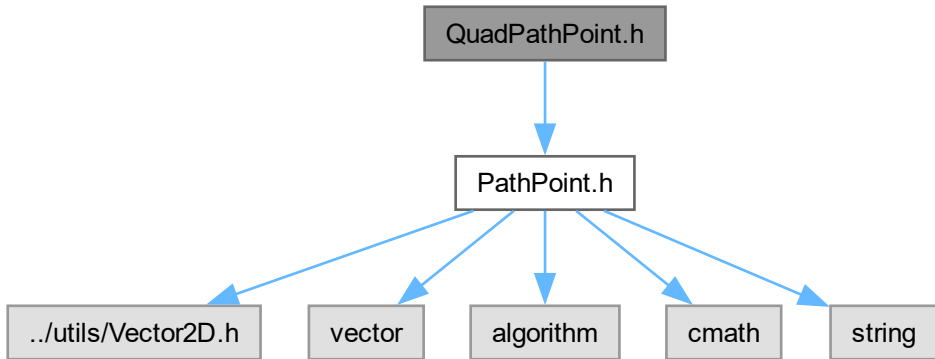 QuadPathPoint.h
PathPoint.h
../utils/Vector2D.h
vector
algorithm
cmath
string